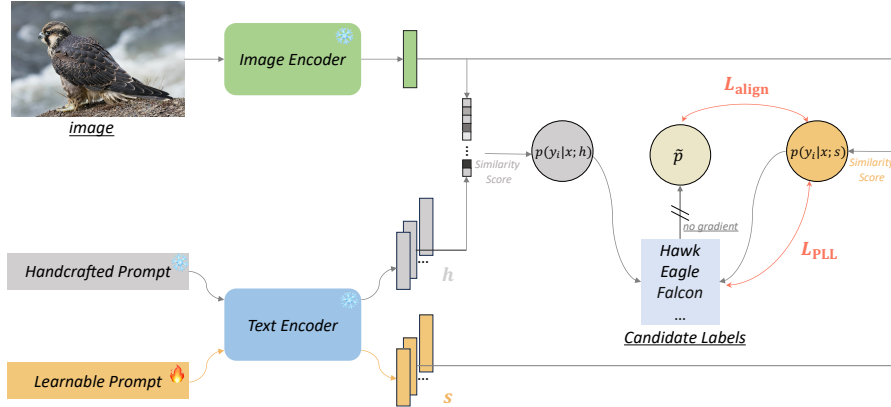 image
Image Encoder
L_align
p(y_i|x; h)
p̃
p(y_i|x; s)
Similarity
Score
Similarity
Score
no gradient
Handcrafted Prompt
h
Hawk
Eagle
Falcon
...
L_PLL
Text Encoder
Candidate Labels
Learnable Prompt
s